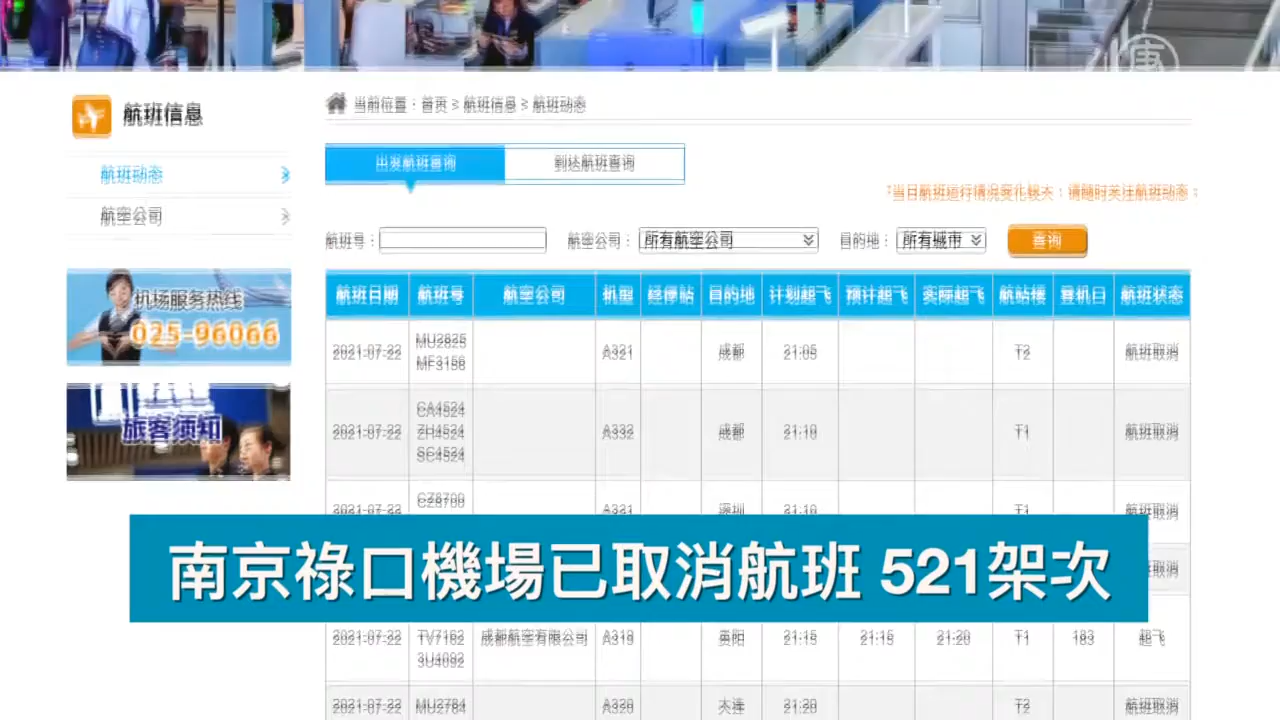 唐
航班信息
当前位置：首页 > 航班信息 > 航班动态
航班动态
航空公司
出发航班查询
到达航班查询
*当日航班运行情况变化较大，请随时关注航班动态。
航班号：
航空公司：
所有航空公司
目的地：
所有城市
查询
机场服务热线
025-96066
旅客须知
航班日期 航班号 航空公司 机型 经停站 目的地 计划起飞 预计起飞 实际起飞 航站楼 登机口 航班状态
2021-07-22 MU2825 A321 成都 21:05 T2 航班取消
MF3156
CA4524
2021-07-22 ZH4524 A332 成都 21:10 T1 航班取消
SC4524
2021-07-22 CZ8700 A321 深圳 21:10 T1 航班取消
南京祿口機場已取消航班 521架次
2021-07-22 TV7162 成都航空有限公司 A319 贵阳 21:15 21:15 21:20 T1 183 起飞
3U4092
2021-07-22 MU2784 A320 大连 21:20 T2 航班取消